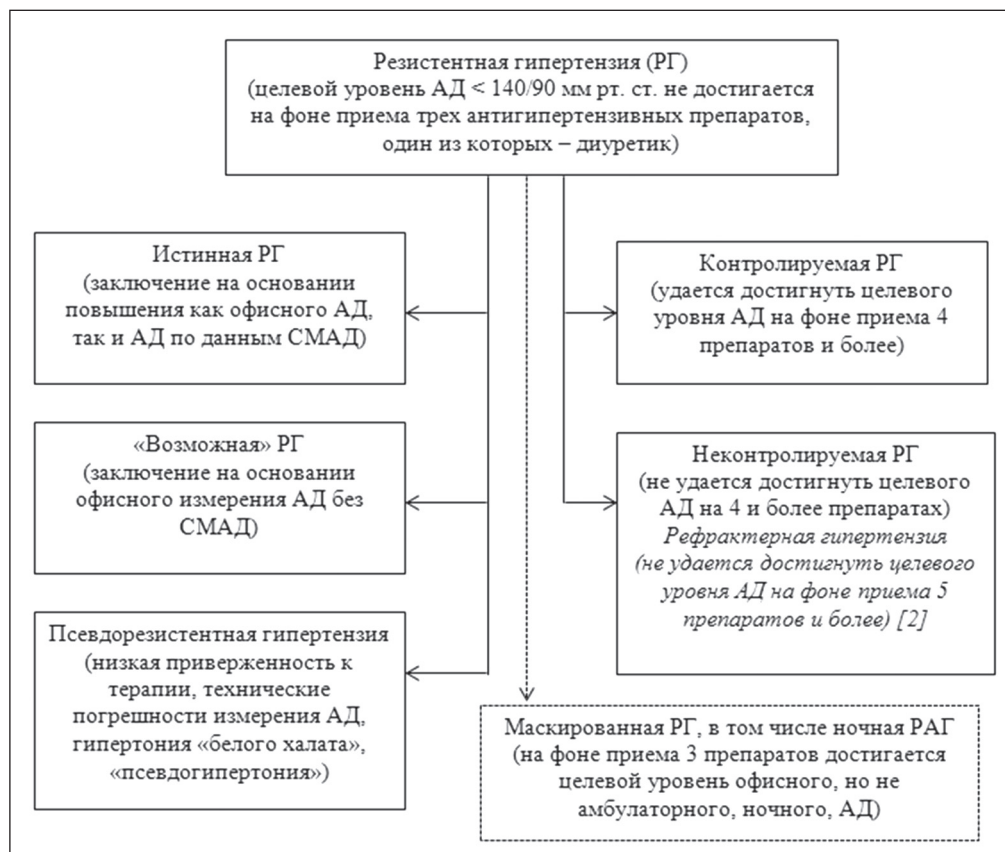 Резистентная гипертензия (РГ)
(целевой уровень АД < 140/90 мм рт. ст. не достигается
на фоне приема трех антигипертензивных препаратов,
один из которых – диуретик)
Истинная РГ
(заключение на основании
повышения как офисного АД,
так и АД по данным СМАД)
«Возможная» РГ
(заключение на основании
офисного измерения АД без
СМАД)
Псевдорезистентная гипертензия
(низкая приверженность к
терапии, технические
погрешности измерения АД,
гипертония «белого халата»,
«псевдогипертония»)
Контролируемая РГ
(удается достигнуть целевого
уровня АД на фоне приема 4
препаратов и более)
Неконтролируемая РГ
(не удается достигнуть целевого
АД на 4 и более препаратах)
Рефрактерная гипертензия
(не удается достигнуть целевого
уровня АД на фоне приема 5
препаратов и более) [2]
Маскированная РГ, в том числе ночная РАГ
(на фоне приема 3 препаратов достигается
целевой уровень офисного, но не
амбулаторного, ночного, АД)